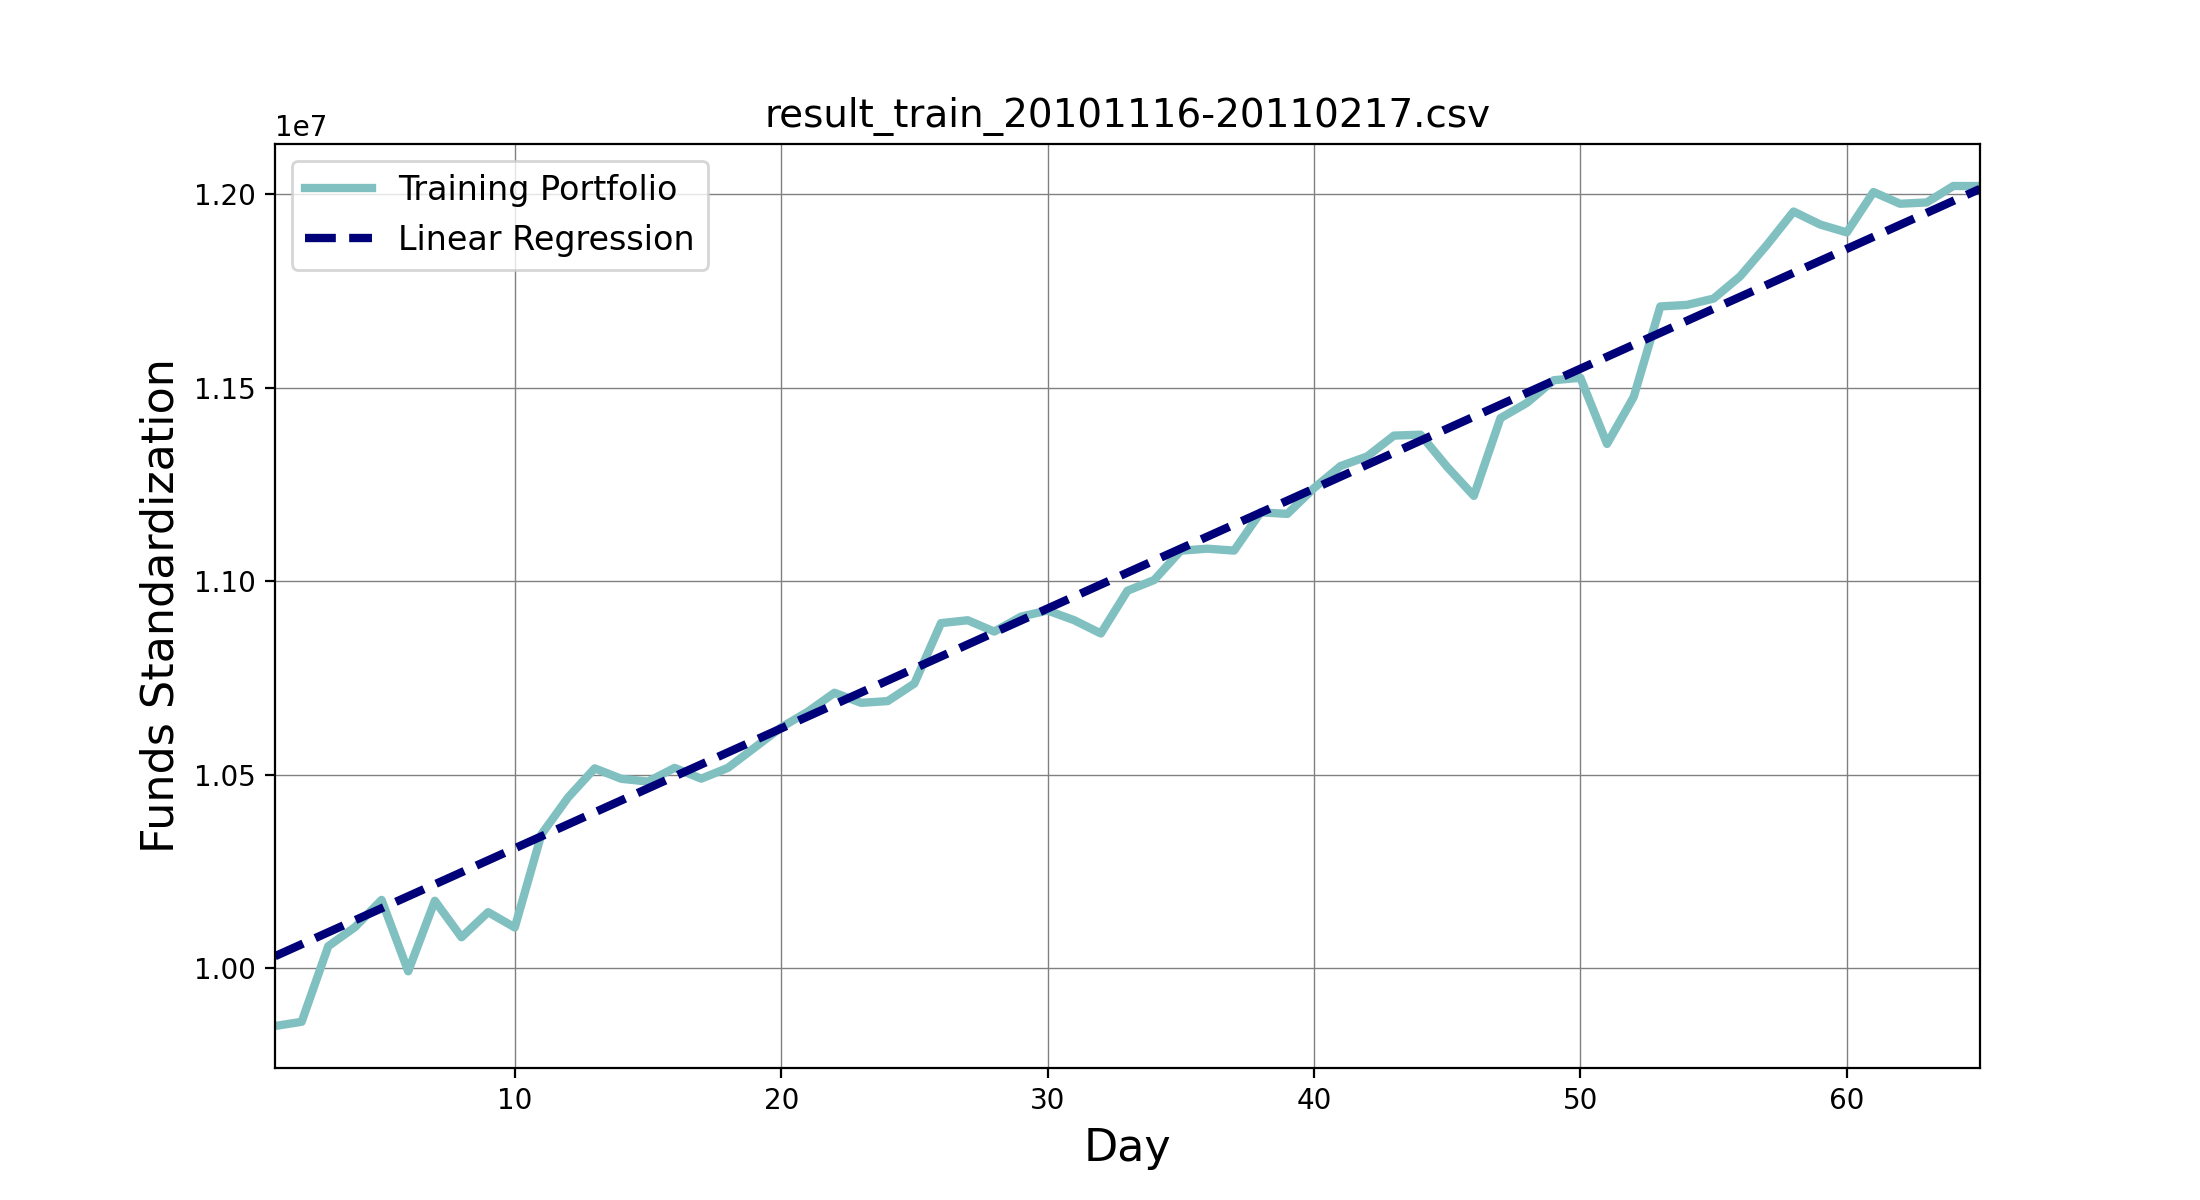 result_train_20101116-20110217.csv
1e7
Training Portfolio
Linear Regression
Funds Standardization
1.20
1.15
1.10
1.05
1.00
10 20 30 40 50 60
Day